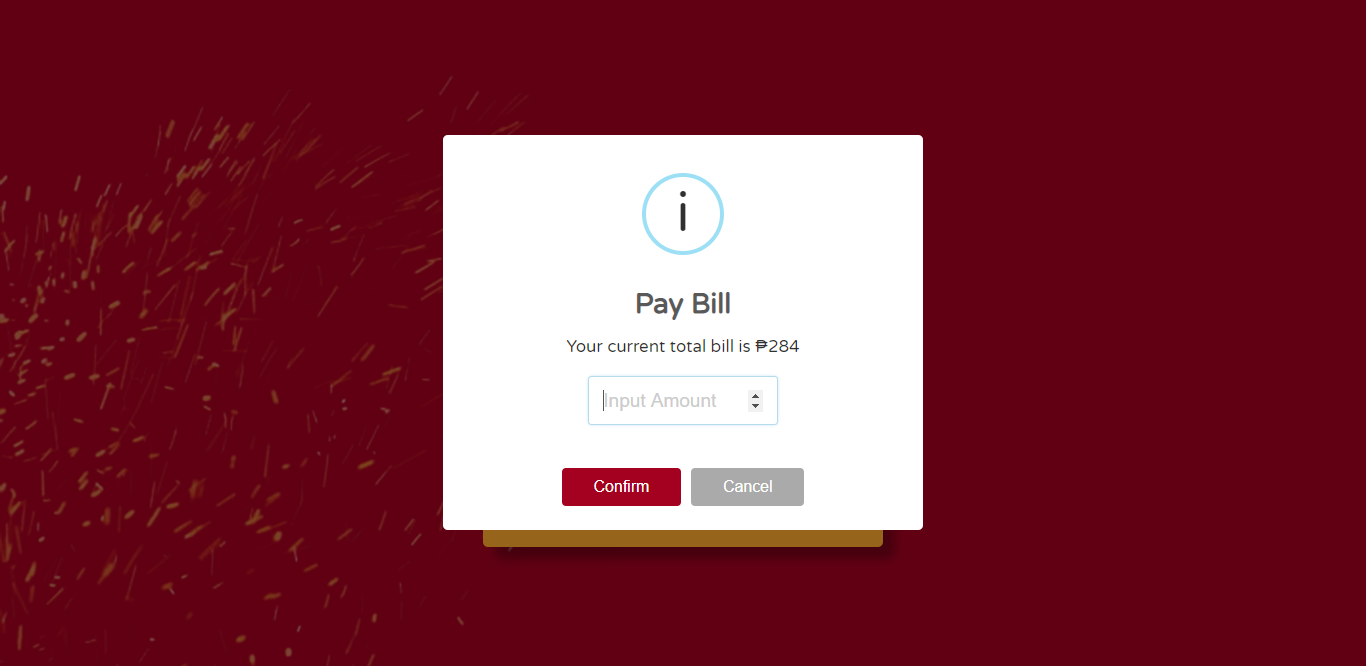 i
Pay Bill
Your current total bill is ₱284
Input Amount
Confirm Cancel